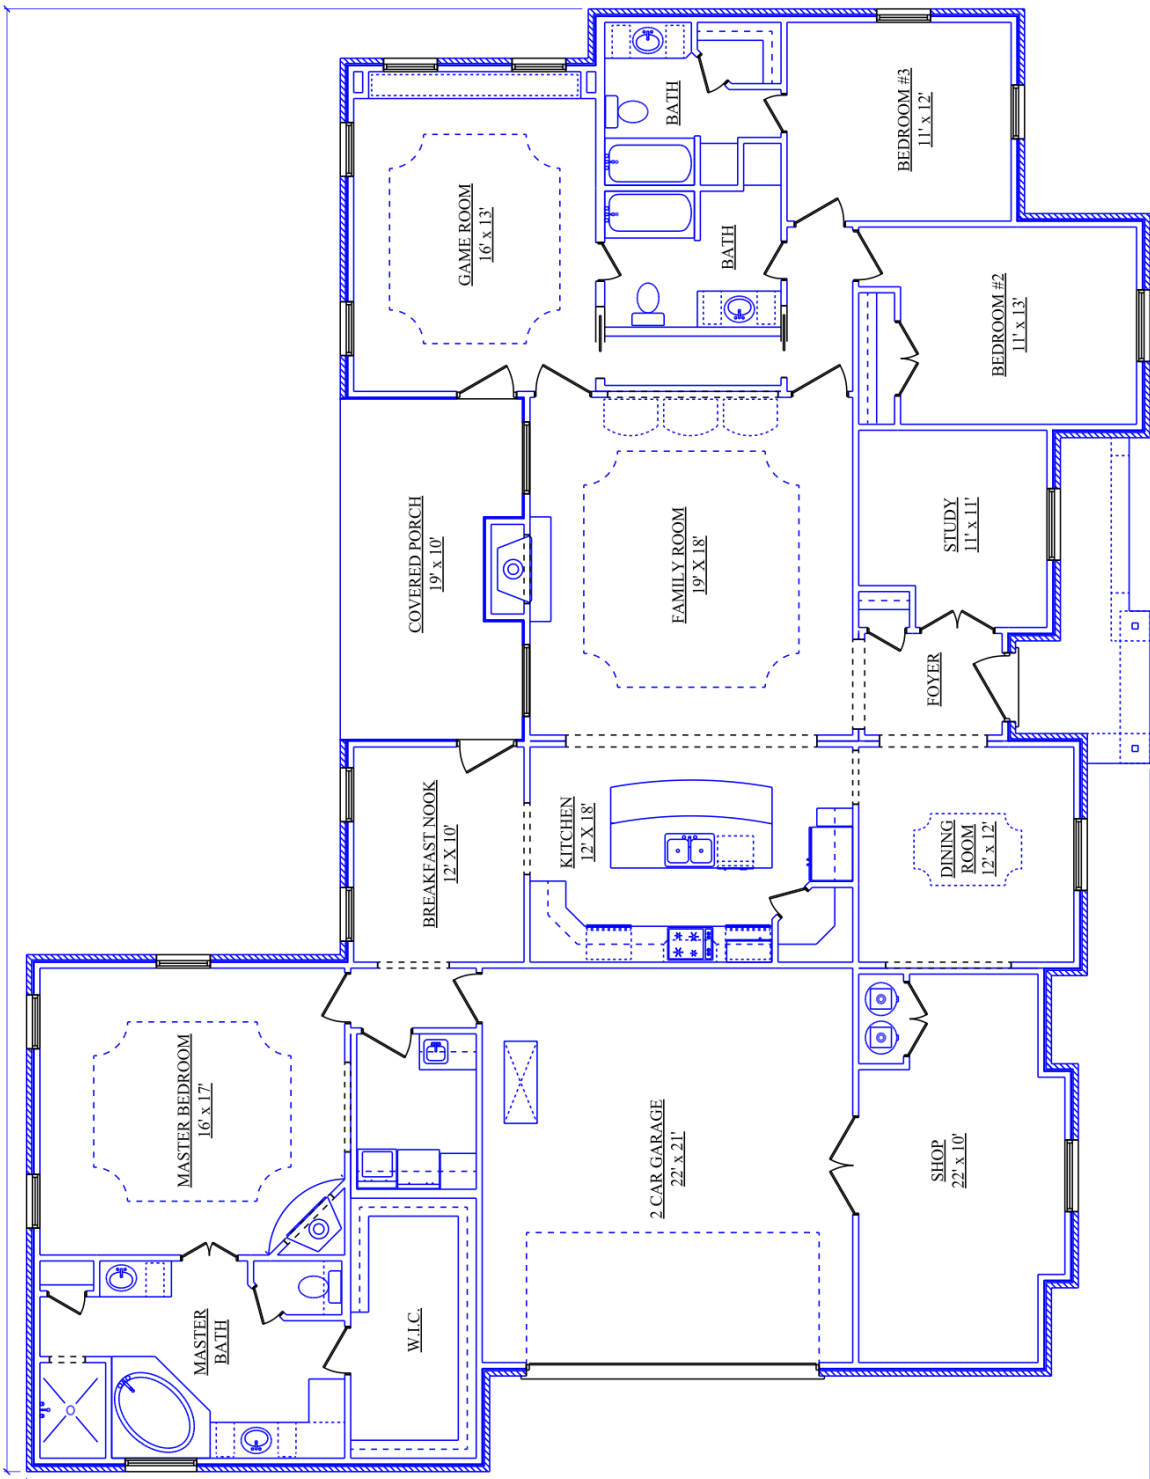 BATH
BEDROOM #3
11' x 12'
GAME ROOM
16' x 13'
BATH
BEDROOM #2
11' x 13'
COVERED PORCH
19' x 10'
FAMILY ROOM
19' X 18'
STUDY
11' x 11'
FOYER
BREAKFAST NOOK
12' X 10'
KITCHEN
12' X 18'
DINING
ROOM
12' x 12'
MASTER BEDROOM
16' x 17'
2 CAR GARAGE
22' x 21'
SHOP
22' x 10'
MASTER
BATH
W.I.C.